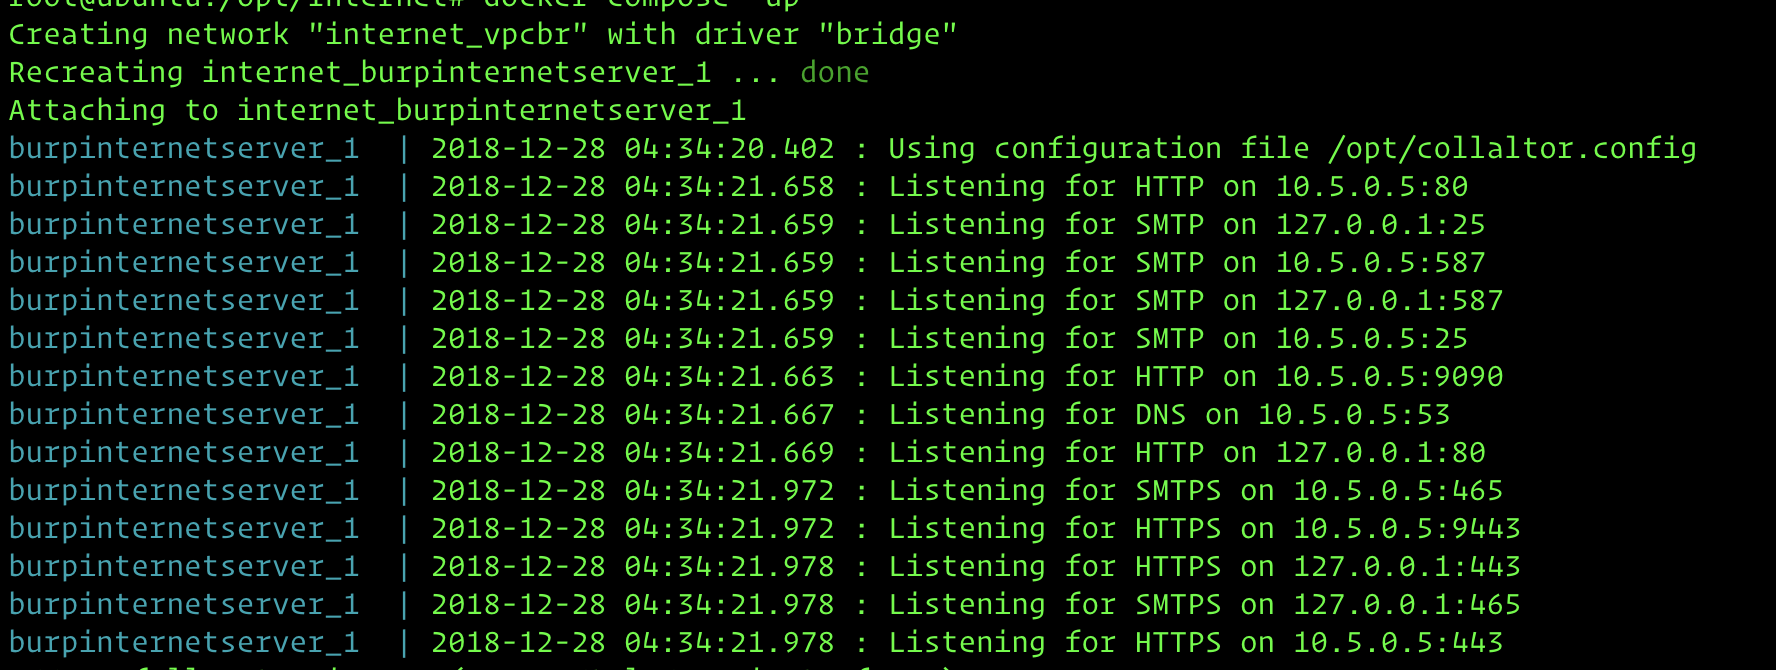 root@ubuntu:/opt/internet# docker-compose up
Creating network "internet_vpcbr" with driver "bridge"
Recreating internet_burpinternetserver_1 ... done
Attaching to internet_burpinternetserver_1
burpinternetserver_1 | 2018-12-28 04:34:20.402 : Using configuration file /opt/collaltor.config
burpinternetserver_1 | 2018-12-28 04:34:21.658 : Listening for HTTP on 10.5.0.5:80
burpinternetserver_1 | 2018-12-28 04:34:21.659 : Listening for SMTP on 127.0.0.1:25
burpinternetserver_1 | 2018-12-28 04:34:21.659 : Listening for SMTP on 10.5.0.5:587
burpinternetserver_1 | 2018-12-28 04:34:21.659 : Listening for SMTP on 127.0.0.1:587
burpinternetserver_1 | 2018-12-28 04:34:21.659 : Listening for SMTP on 10.5.0.5:25
burpinternetserver_1 | 2018-12-28 04:34:21.663 : Listening for HTTP on 10.5.0.5:9090
burpinternetserver_1 | 2018-12-28 04:34:21.667 : Listening for DNS on 10.5.0.5:53
burpinternetserver_1 | 2018-12-28 04:34:21.669 : Listening for HTTP on 127.0.0.1:80
burpinternetserver_1 | 2018-12-28 04:34:21.972 : Listening for SMTPS on 10.5.0.5:465
burpinternetserver_1 | 2018-12-28 04:34:21.972 : Listening for HTTPS on 10.5.0.5:9443
burpinternetserver_1 | 2018-12-28 04:34:21.978 : Listening for HTTPS on 127.0.0.1:443
burpinternetserver_1 | 2018-12-28 04:34:21.978 : Listening for SMTPS on 127.0.0.1:465
burpinternetserver_1 | 2018-12-28 04:34:21.978 : Listening for HTTPS on 10.5.0.5:443